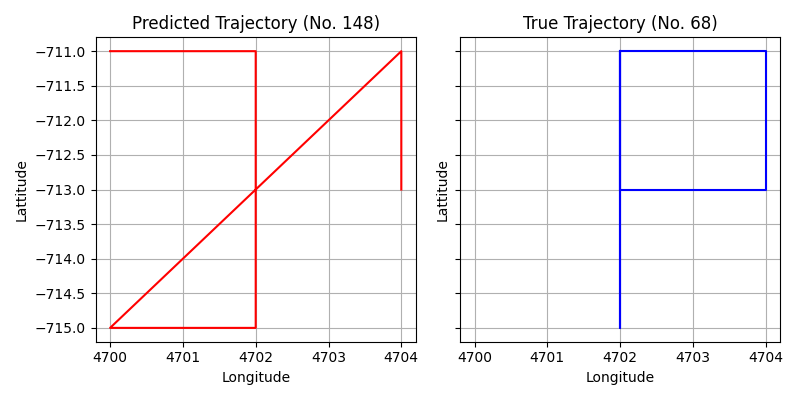 Predicted Trajectory (No. 148)
−711.0
−711.5
−712.0
−712.5
−713.0
−713.5
−714.0
−714.5
−715.0
Lattitude
4700 4701 4702 4703 4704
Longitude
True Trajectory (No. 68)
Lattitude
4700 4701 4702 4703 4704
Longitude